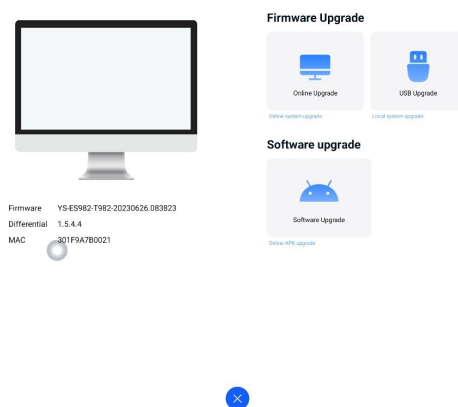 Firmware Upgrade
Online Upgrade
USB Upgrade
Online system upgrade
Local system upgrade
Software upgrade
Software Upgrade
Online APK upgrade
Firmware YS-ES982-T982-20230626.083823
Differential 1.5.4.4
MAC 301F9A7B0021